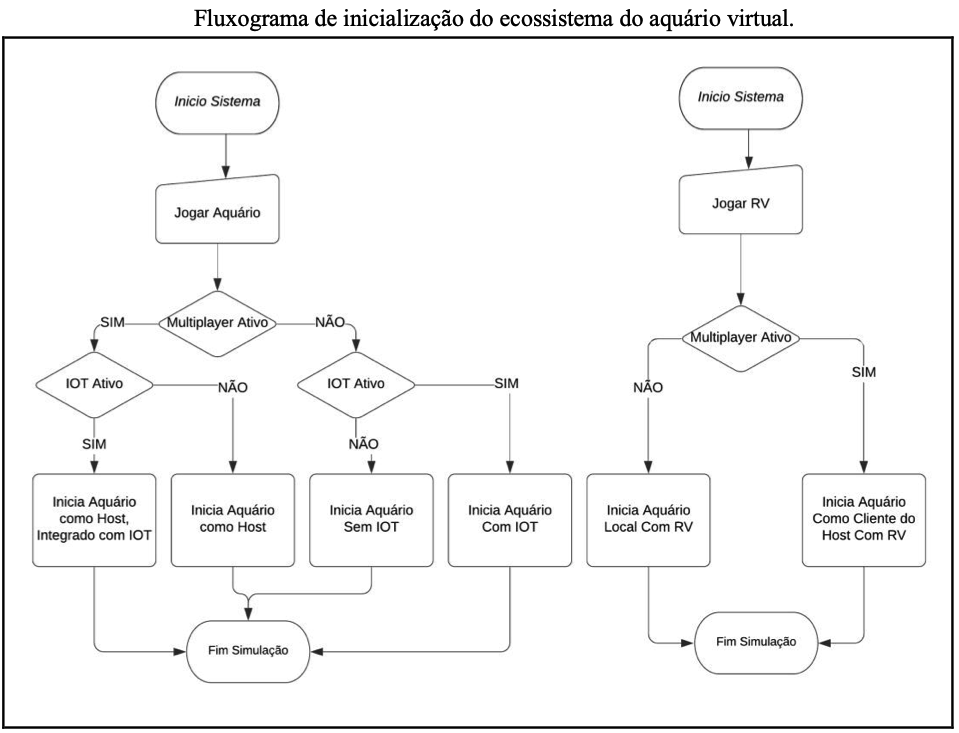 Fluxograma de inicialização do ecossistema do aquário virtual.
Inicio Sistema
Jogar Aquário
Multiplayer Ativo
SIM
NÃO
IOT Ativo
NÃO
SIM
IOT Ativo
SIM
NÃO
Inicia Aquário
como Host,
Integrado com IOT
Inicia Aquário
como Host
Inicia Aquário
Sem IOT
Inicia Aquário
Com IOT
Fim Simulação
Inicio Sistema
Jogar RV
Multiplayer Ativo
NÃO
SIM
Inicia Aquário
Local Com RV
Inicia Aquário
Como Cliente do
Host Com RV
Fim Simulação